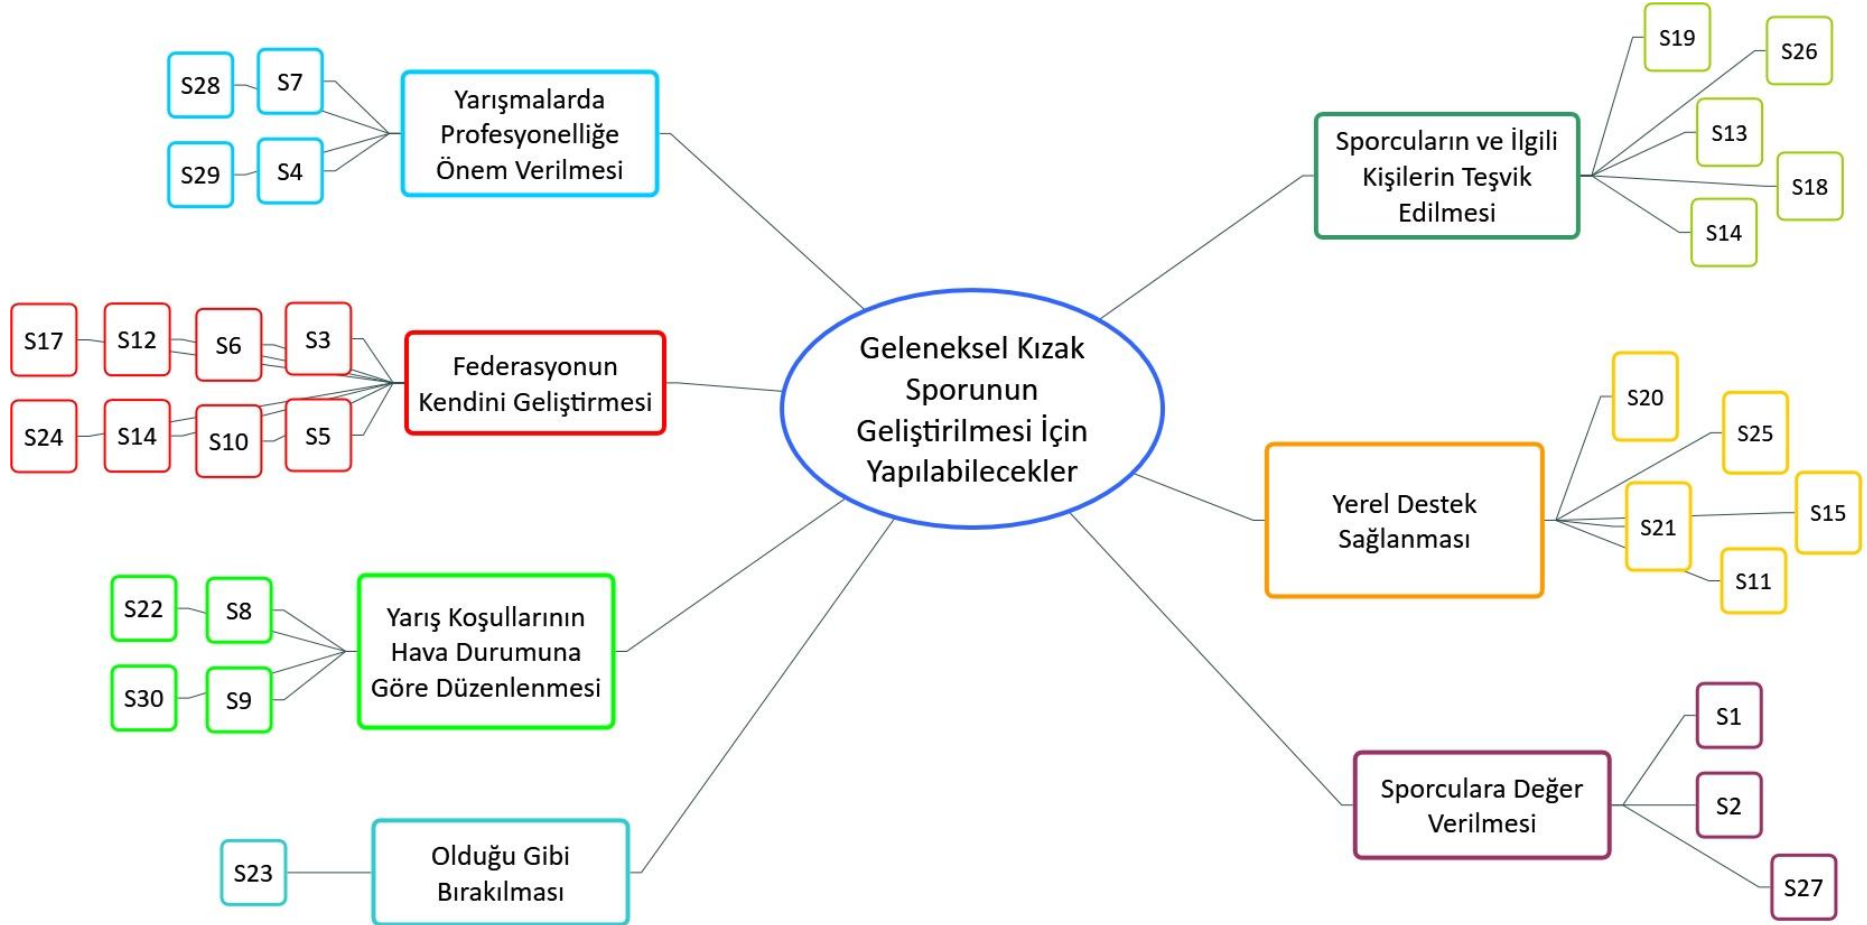 Geleneksel Kızak
Sporunun
Geliştirilmesi İçin
Yapılabilecekler
Yarışmalarda
Profesyonelliğe
Önem Verilmesi
S28
S7
S29
S4
Federasyonun
Kendini Geliştirmesi
S17
S12
S6
S3
S24
S14
S10
S5
Yarış Koşullarının
Hava Durumuna
Göre Düzenlenmesi
S22
S8
S30
S9
Olduğu Gibi
Bırakılması
S23
Sporcuların ve İlgili
Kişilerin Teşvik
Edilmesi
S19
S26
S13
S18
S14
Yerel Destek
Sağlanması
S20
S25
S15
S21
S11
Sporculara Değer
Verilmesi
S1
S2
S27